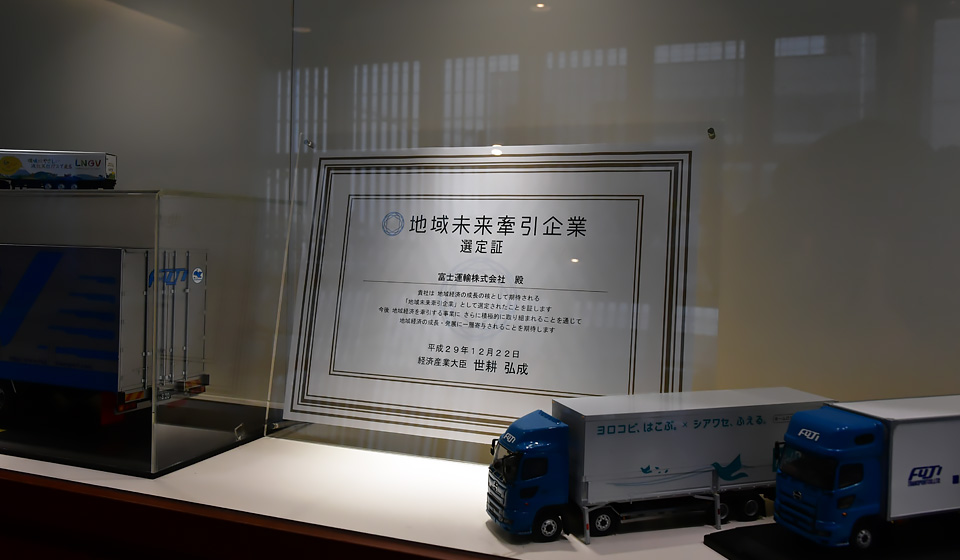 地域未来牽引企業
選定証
富士運輸株式会社 殿
貴社は 地域経済の成長の核として期待される
「地域未来牽引企業」として選定されたことを証します
今後 地域経済を牽引する事業に さらに積極的に取り組まれることを通じて
地域経済の成長・発展に一層寄与されることを期待します
平成29年12月22日
経済産業大臣 世耕 弘成
LNGV
FUJI
FUJI
ヨロコビ、はこぶ。× シアワセ、ふえる。
FUJI
FUJI